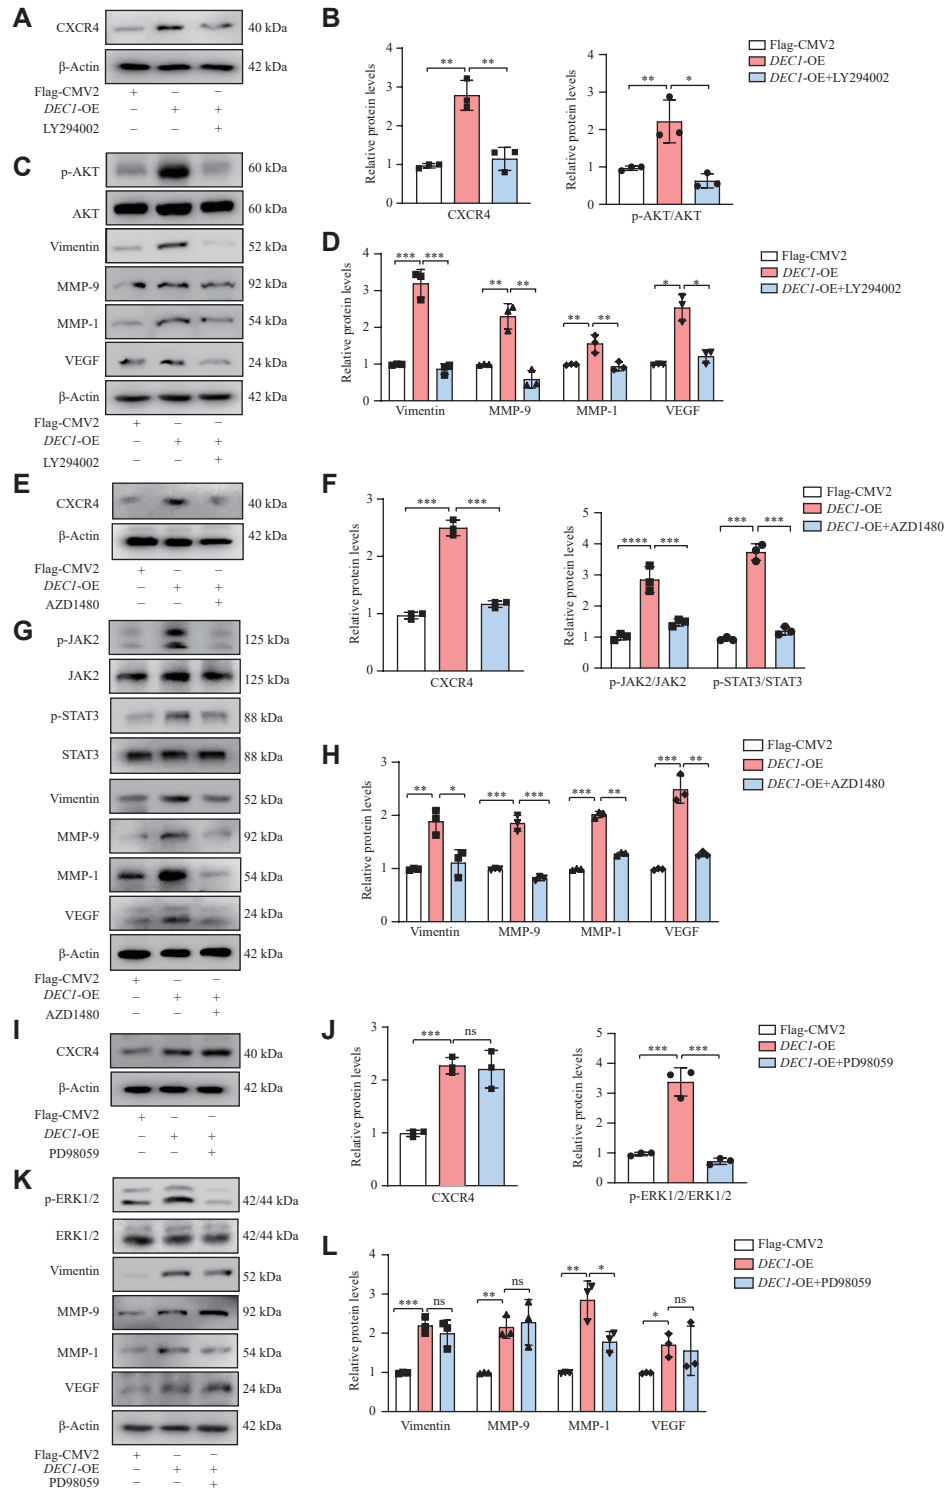 A
CXCR4 40 kDa
β-Actin 42 kDa
Flag-CMV2 + − −
DEC1-OE − + +
LY294002 − − +
B
Relative protein levels
4
3
2
1
0
** **
CXCR4
Relative protein levels
4
3
2
1
0
** *
p-AKT/AKT
Flag-CMV2
DEC1-OE
DEC1-OE+LY294002
C
p-AKT 60 kDa
AKT 60 kDa
Vimentin 52 kDa
MMP-9 92 kDa
MMP-1 54 kDa
VEGF 24 kDa
β-Actin 42 kDa
Flag-CMV2 + − −
DEC1-OE − + +
LY294002 − − +
D
Relative protein levels
4
3
2
1
0
*** *** ** ** ** ** * *
Vimentin MMP-9 MMP-1 VEGF
Flag-CMV2
DEC1-OE
DEC1-OE+LY294002
E
CXCR4 40 kDa
β-Actin 42 kDa
Flag-CMV2 + − −
DEC1-OE − + +
AZD1480 − − +
F
Relative protein levels
3
2
1
0
*** ***
CXCR4
Relative protein levels
5
4
3
2
1
0
**** *** *** ***
p-JAK2/JAK2 p-STAT3/STAT3
Flag-CMV2
DEC1-OE
DEC1-OE+AZD1480
G
p-JAK2 125 kDa
JAK2 125 kDa
p-STAT3 88 kDa
STAT3 88 kDa
Vimentin 52 kDa
MMP-9 92 kDa
MMP-1 54 kDa
VEGF 24 kDa
β-Actin 42 kDa
Flag-CMV2 + − −
DEC1-OE − + +
AZD1480 − − +
H
Relative protein levels
3
2
1
0
** * *** *** *** ** *** **
Vimentin MMP-9 MMP-1 VEGF
Flag-CMV2
DEC1-OE
DEC1-OE+AZD1480
I
CXCR4 40 kDa
β-Actin 42 kDa
Flag-CMV2 + − −
DEC1-OE − + +
PD98059 − − +
J
Relative protein levels
3
2
1
0
*** ns
CXCR4
Relative protein levels
5
4
3
2
1
0
*** ***
p-ERK1/2/ERK1/2
Flag-CMV2
DEC1-OE
DEC1-OE+PD98059
K
p-ERK1/2 42/44 kDa
ERK1/2 42/44 kDa
Vimentin 52 kDa
MMP-9 92 kDa
MMP-1 54 kDa
VEGF 24 kDa
β-Actin 42 kDa
Flag-CMV2 + − −
DEC1-OE − + +
PD98059 − − +
L
Relative protein levels
4
3
2
1
0
*** ns ** ns ** * * ns
Vimentin MMP-9 MMP-1 VEGF
Flag-CMV2
DEC1-OE
DEC1-OE+PD98059